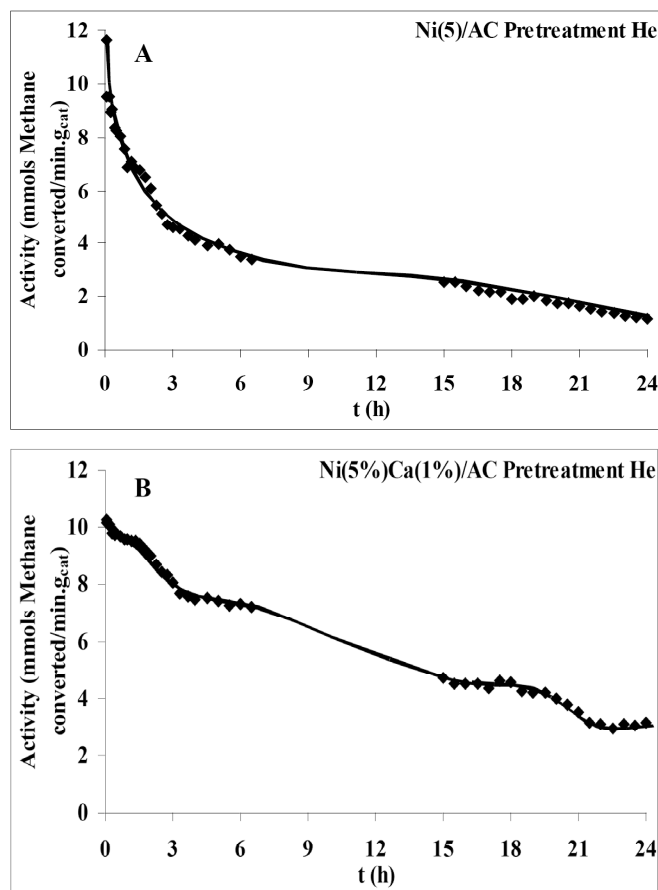 Ni(5)/AC Pretreatment He
A
Activity (mmols Methane
converted/min.gcat)
12
10
8
6
4
2
0
0 3 6 9 12 15 18 21 24
t (h)
Ni(5%)Ca(1%)/AC Pretreatment He
B
Activity (mmols Methane
converted/min.gcat)
12
10
8
6
4
2
0
0 3 6 9 12 15 18 21 24
t (h)